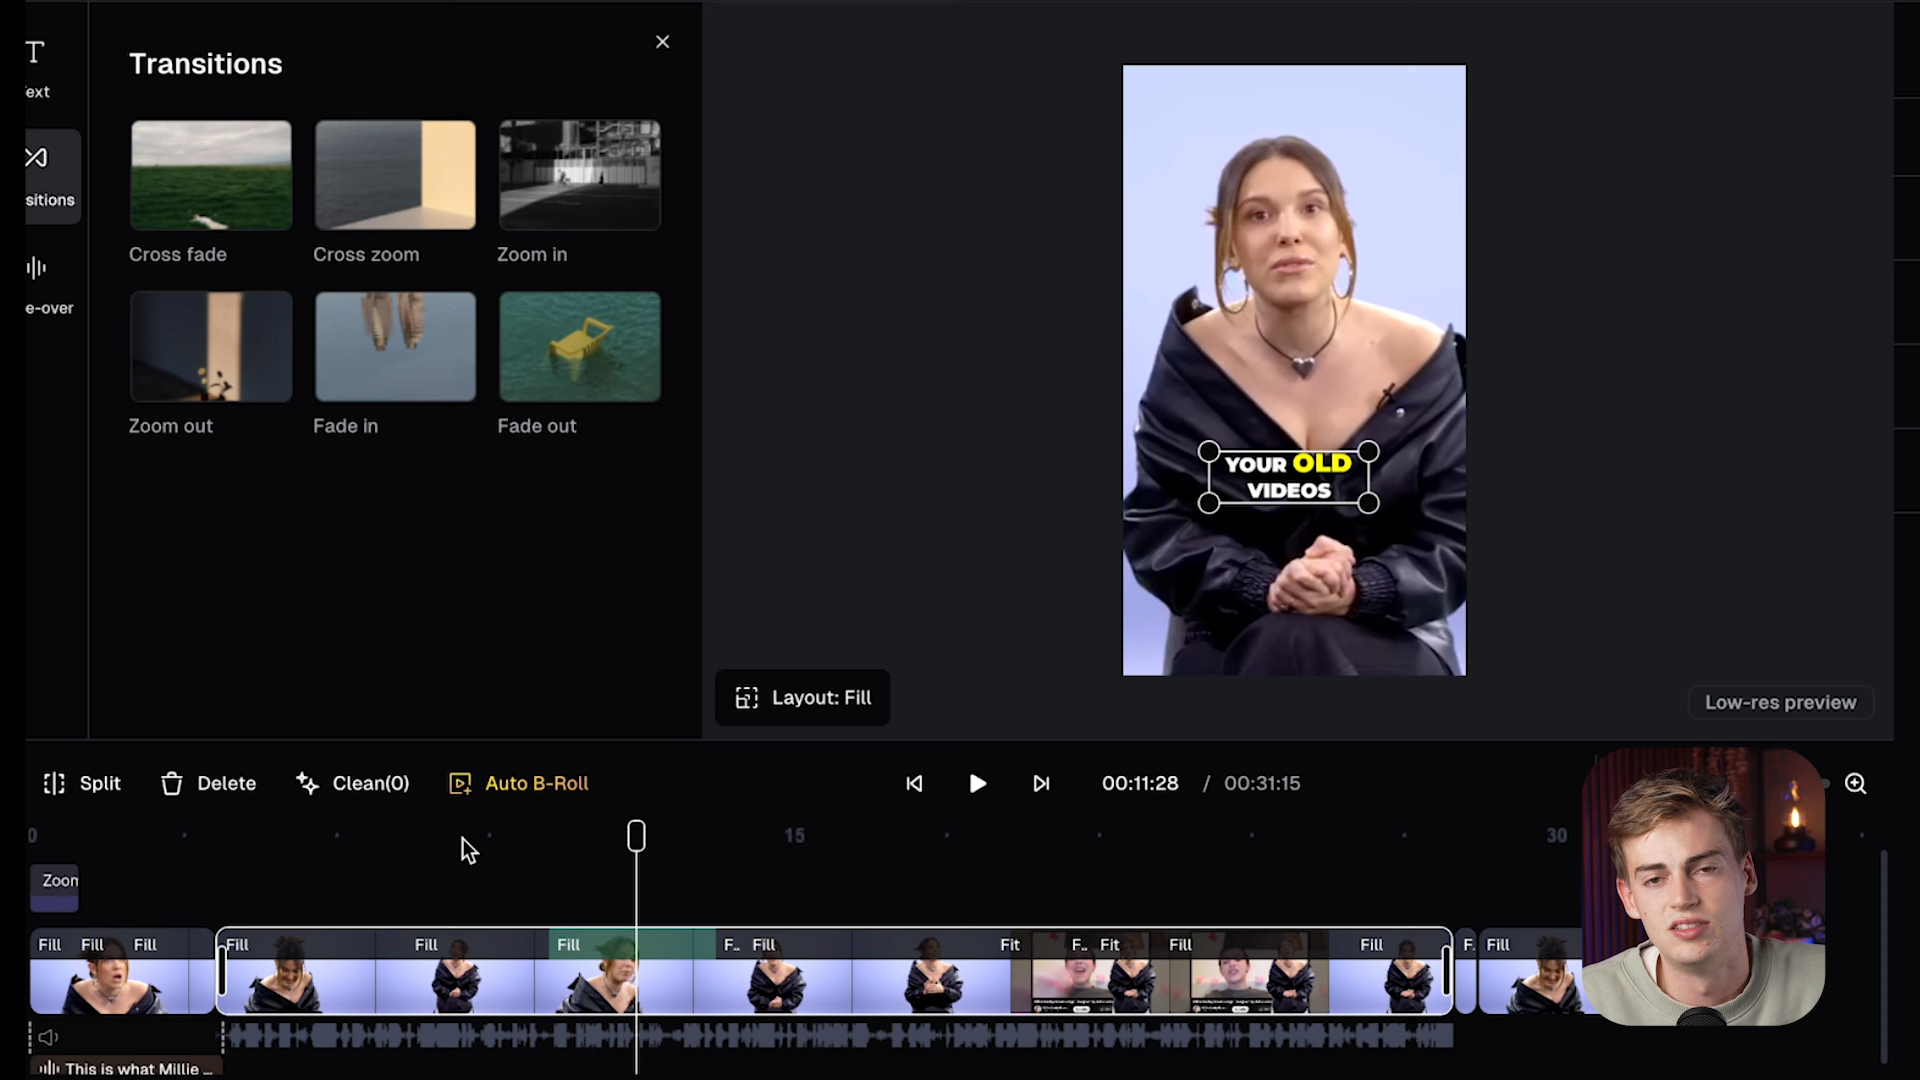 Transitions
ext
sitions
e-over
Cross fade
Cross zoom
Zoom in
Zoom out
Fade in
Fade out
YOUR OLD
VIDEOS
Layout: Fill
Low-res preview
Split
Delete
Clean(0)
Auto B-Roll
00:11:28 / 00:31:15
0
15
30
Zoom
Fill Fill Fill Fill Fill Fill F.. Fill Fit F.. Fit Fill Fill F. Fill
This is what Millie ...